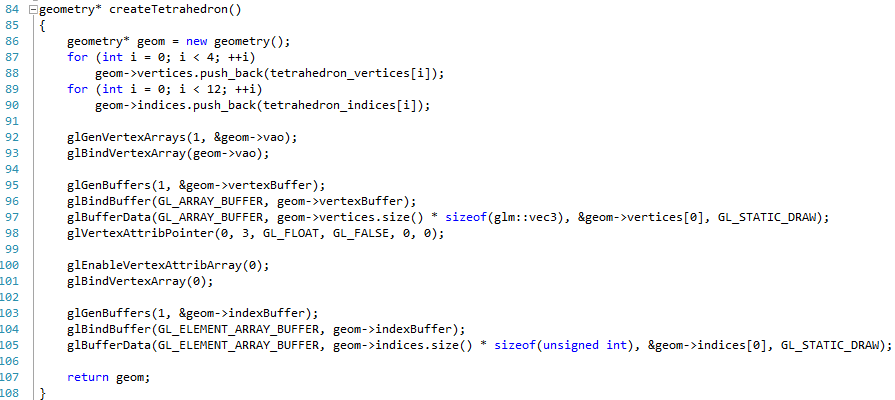 84 geometry* createTetrahedron()
85 {
86     geometry* geom = new geometry();
87     for (int i = 0; i < 4; ++i)
88         geom->vertices.push_back(tetrahedron_vertices[i]);
89     for (int i = 0; i < 12; ++i)
90         geom->indices.push_back(tetrahedron_indices[i]);
91
92     glGenVertexArrays(1, &geom->vao);
93     glBindVertexArray(geom->vao);
94
95     glGenBuffers(1, &geom->vertexBuffer);
96     glBindBuffer(GL_ARRAY_BUFFER, geom->vertexBuffer);
97     glBufferData(GL_ARRAY_BUFFER, geom->vertices.size() * sizeof(glm::vec3), &geom->vertices[0], GL_STATIC_DRAW);
98     glVertexAttribPointer(0, 3, GL_FLOAT, GL_FALSE, 0, 0);
99
100     glEnableVertexAttribArray(0);
101     glBindVertexArray(0);
102
103     glGenBuffers(1, &geom->indexBuffer);
104     glBindBuffer(GL_ELEMENT_ARRAY_BUFFER, geom->indexBuffer);
105     glBufferData(GL_ELEMENT_ARRAY_BUFFER, geom->indices.size() * sizeof(unsigned int), &geom->indices[0], GL_STATIC_DRAW);
106
107     return geom;
108 }